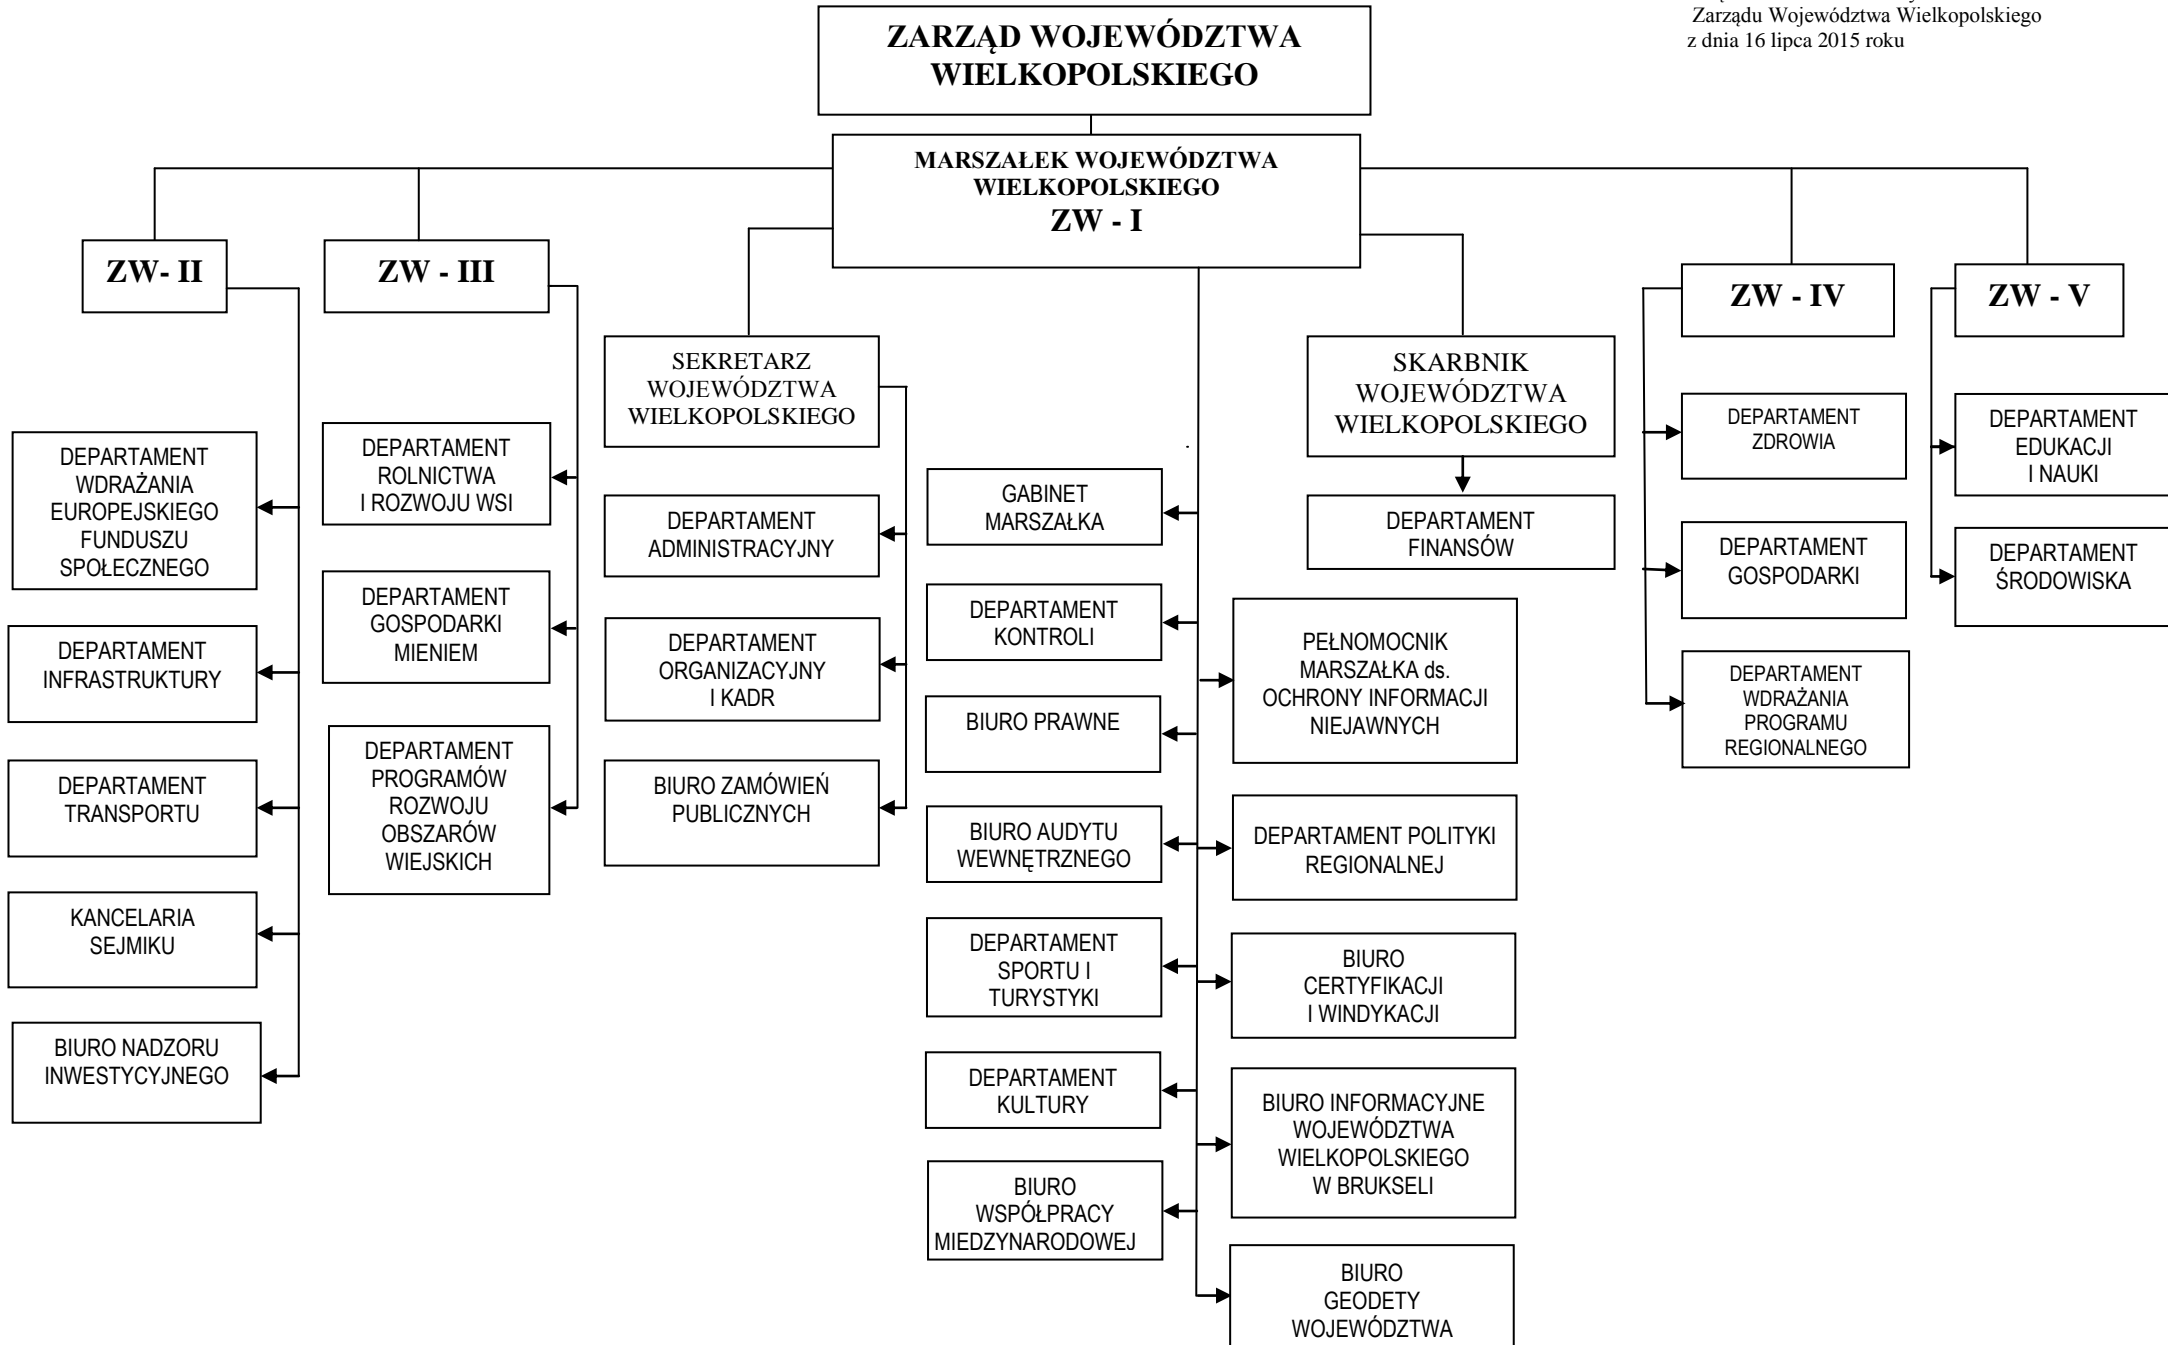 Zarządu Województwa Wielkopolskiego
z dnia 16 lipca 2015 roku
ZARZĄD WOJEWÓDZTWA
WIELKOPOLSKIEGO
MARSZAŁEK WOJEWÓDZTWA
WIELKOPOLSKIEGO
ZW - I
ZW- II
ZW - III
ZW - IV
ZW - V
SEKRETARZ
WOJEWÓDZTWA
WIELKOPOLSKIEGO
SKARBNIK
WOJEWÓDZTWA
WIELKOPOLSKIEGO
DEPARTAMENT
WDRAŻANIA
EUROPEJSKIEGO
FUNDUSZU
SPOŁECZNEGO
DEPARTAMENT
INFRASTRUKTURY
DEPARTAMENT
TRANSPORTU
KANCELARIA
SEJMIKU
BIURO NADZORU
INWESTYCYJNEGO
DEPARTAMENT
ROLNICTWA
I ROZWOJU WSI
DEPARTAMENT
GOSPODARKI
MIENIEM
DEPARTAMENT
PROGRAMÓW
ROZWOJU
OBSZARÓW
WIEJSKICH
DEPARTAMENT
ADMINISTRACYJNY
DEPARTAMENT
ORGANIZACYJNY
I KADR
BIURO ZAMÓWIEŃ
PUBLICZNYCH
GABINET
MARSZAŁKA
DEPARTAMENT
KONTROLI
BIURO PRAWNE
BIURO AUDYTU
WEWNĘTRZNEGO
DEPARTAMENT
SPORTU I
TURYSTYKI
DEPARTAMENT
KULTURY
BIURO
WSPÓŁPRACY
MIEDZYNARODOWEJ
DEPARTAMENT
FINANSÓW
PEŁNOMOCNIK
MARSZAŁKA ds.
OCHRONY INFORMACJI
NIEJAWNYCH
DEPARTAMENT POLITYKI
REGIONALNEJ
BIURO
CERTYFIKACJI
I WINDYKACJI
BIURO INFORMACYJNE
WOJEWÓDZTWA
WIELKOPOLSKIEGO
W BRUKSELI
BIURO
GEODETY
WOJEWÓDZTWA
DEPARTAMENT
ZDROWIA
DEPARTAMENT
GOSPODARKI
DEPARTAMENT
WDRAŻANIA
PROGRAMU
REGIONALNEGO
DEPARTAMENT
EDUKACJI
I NAUKI
DEPARTAMENT
ŚRODOWISKA